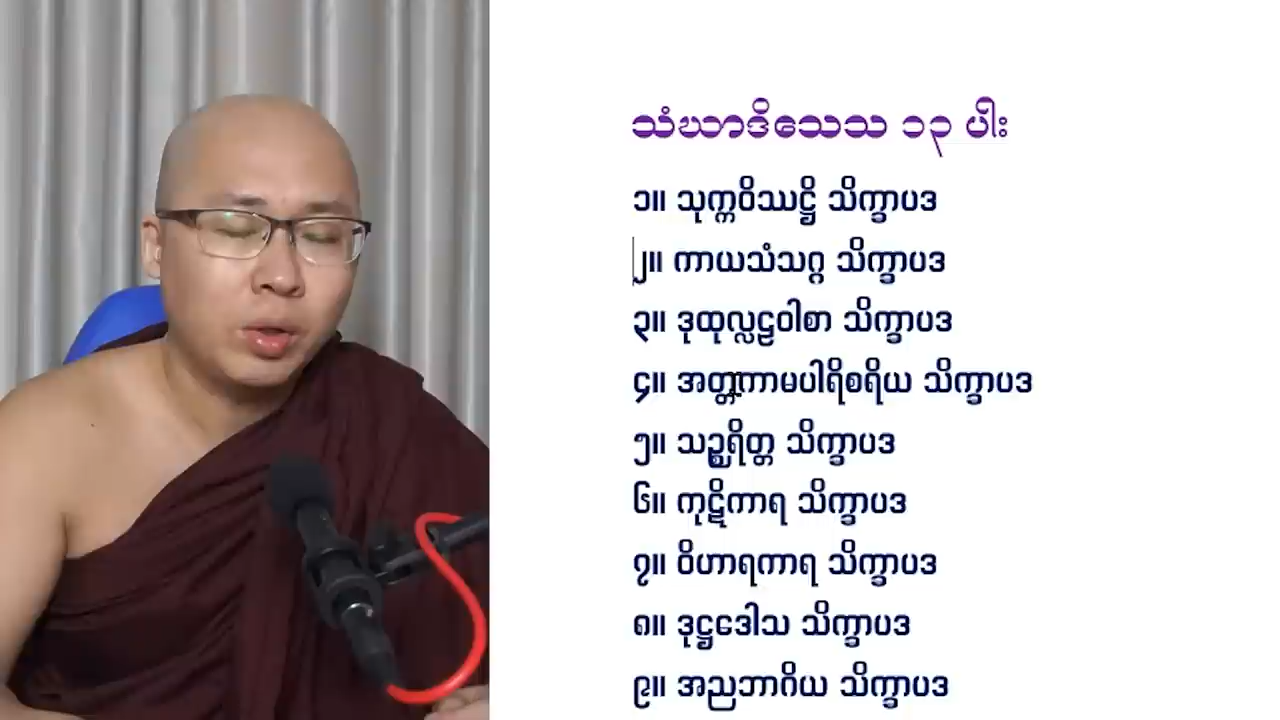 သံဃာဒိသေသ ၁၃ ပါး
၁။ သုက္ကဝိဿဋ္ဌိ သိက္ခာပဒ
၂။ ကာယသံသဂ္ဂ သိက္ခာပဒ
၃။ ဒုထုလ္လဠဝါစာ သိက္ခာပဒ
၄။ အတ္တကာမပါရိစရိယ သိက္ခာပဒ
၅။ သဉ္စရိတ္တ သိက္ခာပဒ
၆။ ကုဋိကာရ သိက္ခာပဒ
၇။ ဝိဟာရကာရ သိက္ခာပဒ
၈။ ဒုဋ္ဌဒေါသ သိက္ခာပဒ
၉။ အညဘာဂိယ သိက္ခာပဒ